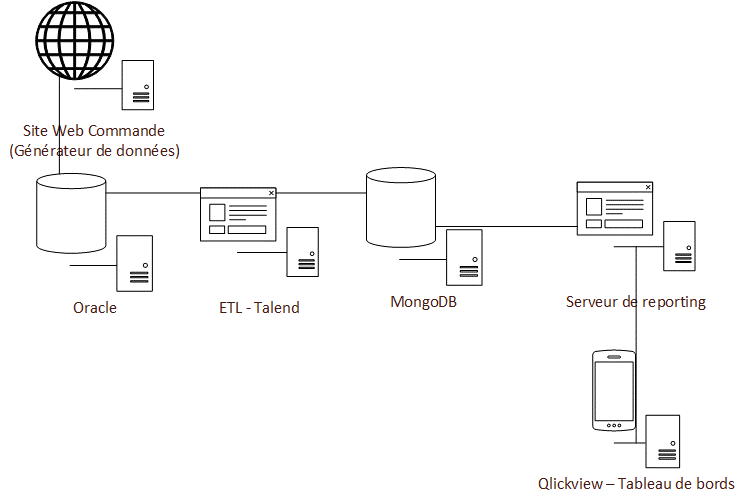 Site Web Commande
(Générateur de données)
Oracle
ETL - Talend
MongoDB
Serveur de reporting
Qlickview – Tableau de bords